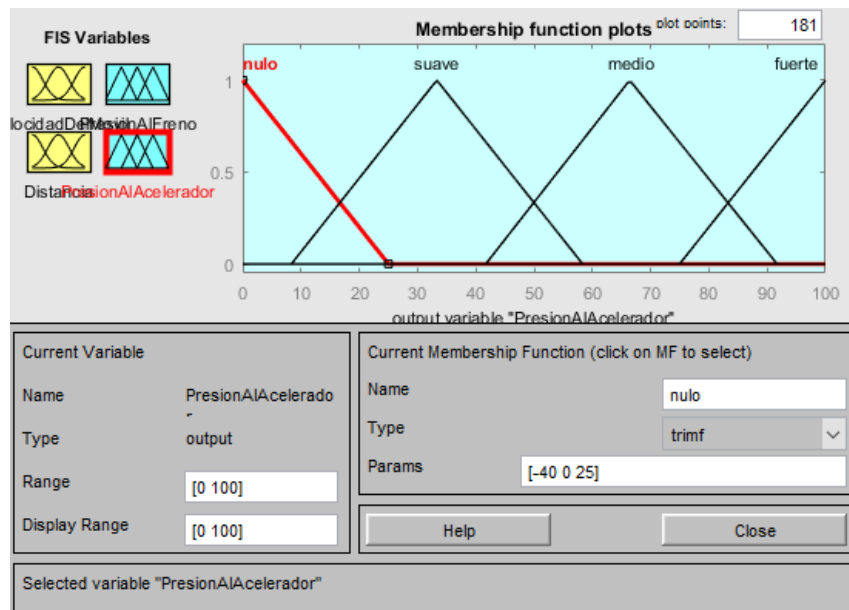 FIS Variables
Membership function plots plot points: 181
nulo suave medio fuerte
1
0.5
0
0 10 20 30 40 50 60 70 80 90 100
output variable "PresionAlAcelerador"
PresionAlFreno
Distancia PresionAlAcelerador
Current Variable
Name PresionAlAcelerador
Type output
Range [0 100]
Display Range [0 100]
Current Membership Function (click on MF to select)
Name nulo
Type trimf
Params [-40 0 25]
Help Close
Selected variable "PresionAlAcelerador"